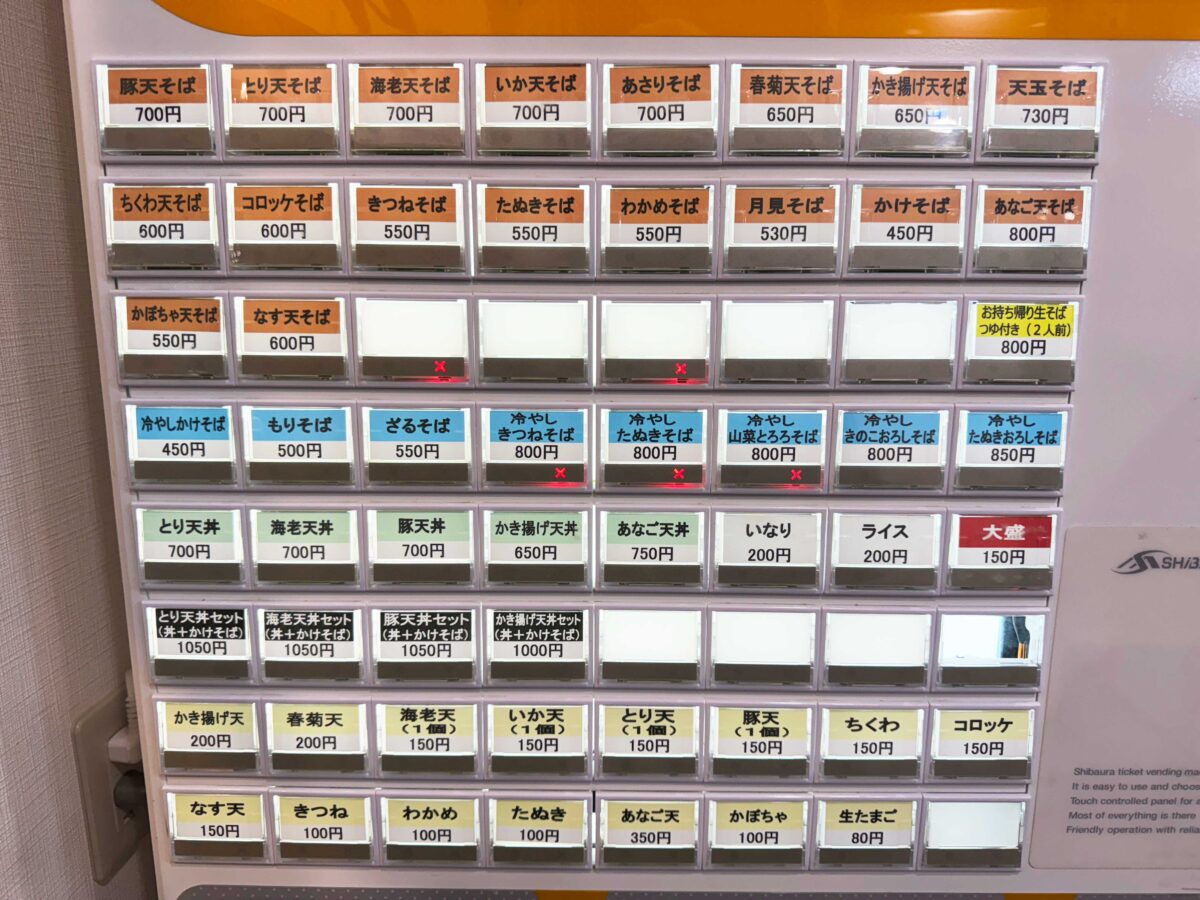 豚天そば
700円
とり天そば
700円
海老天そば
700円
いか天そば
700円
あさりそば
700円
春菊天そば
650円
かき揚げ天そば
650円
天玉そば
730円
ちくわ天そば
600円
コロッケそば
600円
きつねそば
550円
たぬきそば
550円
わかめそば
550円
月見そば
530円
かけそば
450円
あなご天そば
800円
かぼちゃ天そば
550円
なす天そば
600円
お持ち帰り生そば
つゆ付き(2人前)
800円
冷やしかけそば
450円
もりそば
500円
ざるそば
550円
冷やし
きつねそば
800円
冷やし
たぬきそば
800円
冷やし
山菜とろろそば
800円
冷やし
きのこおろしそば
800円
冷やし
たぬきおろしそば
850円
とり天丼
700円
海老天丼
700円
豚天丼
700円
かき揚げ天丼
650円
あなご天丼
750円
いなり
200円
ライス
200円
大盛
150円
とり天丼セット
(丼+かけそば)
1050円
海老天丼セット
(丼+かけそば)
1050円
豚天丼セット
(丼+かけそば)
1050円
かき揚げ天丼セット
(丼+かけそば)
1000円
かき揚げ天
200円
春菊天
200円
海老天
(1個)
150円
いか天
(1個)
150円
とり天
(1個)
150円
豚天
(1個)
150円
ちくわ
150円
コロッケ
150円
なす天
150円
きつね
100円
わかめ
100円
たぬき
100円
あなご天
350円
かぼちゃ
100円
生たまご
80円
Shibaura ticket vending
It is easy to use and
Touch controlled panel for
Most of everything is there
Friendly operation with